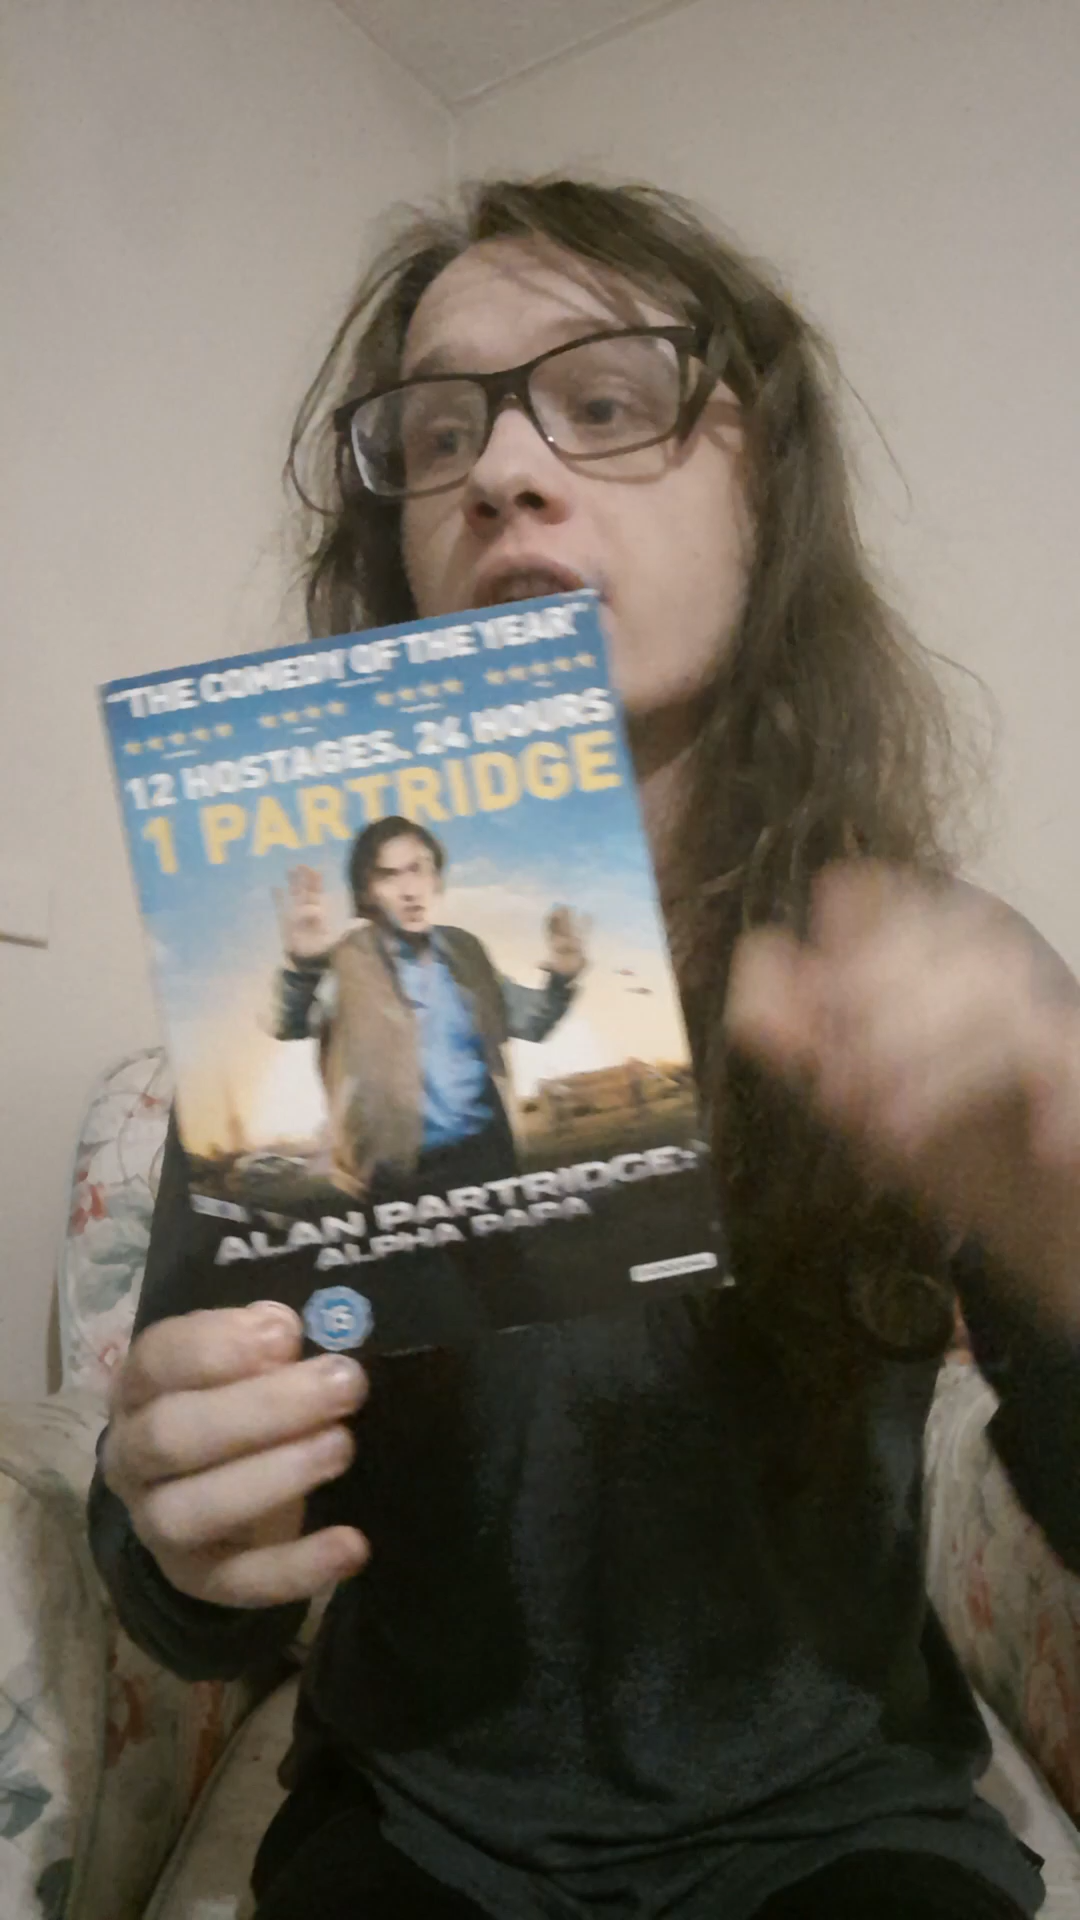 "THE COMEDY OF THE YEAR"
★★★★★ ★★★★ ★★★★ ★★★★★
12 HOSTAGES. 24 HOURS
1 PARTRIDGE
ALAN PARTRIDGE:
ALPHA PAPA
15